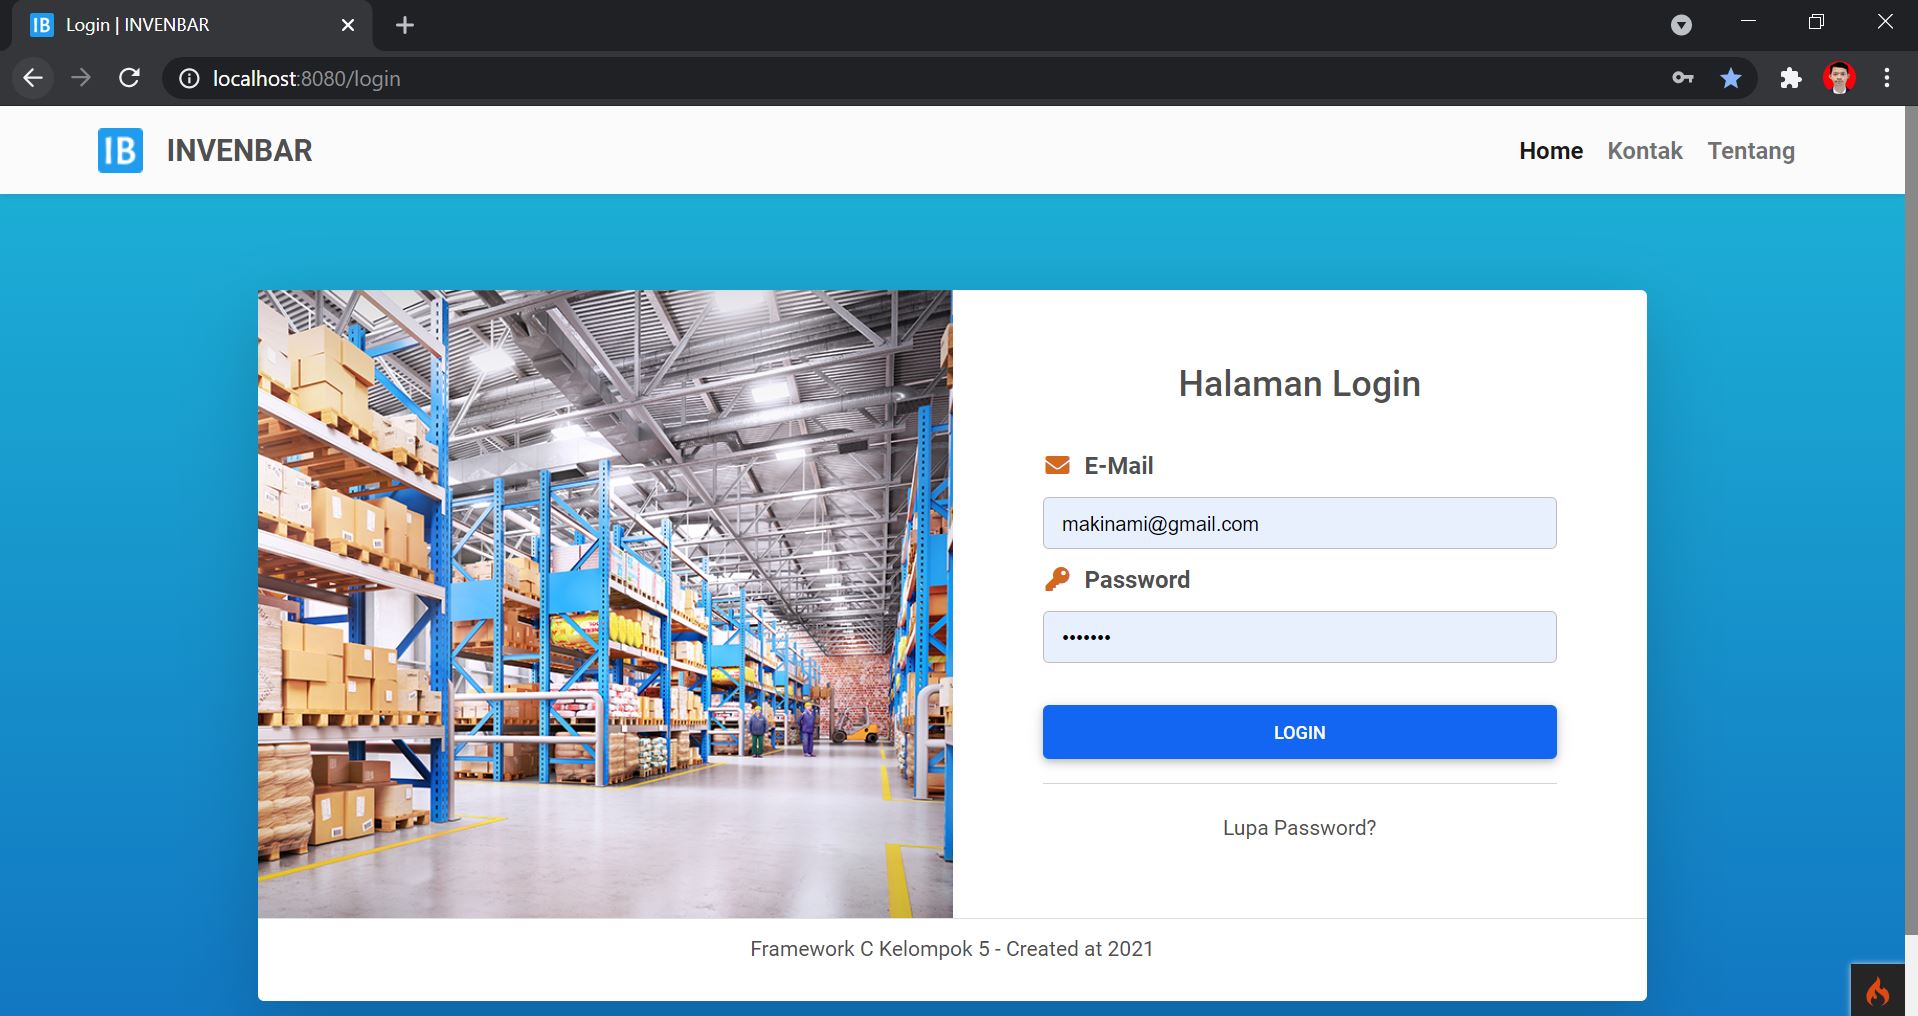 IB Login | INVENBAR
localhost:8080/login
IB INVENBAR
Home Kontak Tentang
Halaman Login
E-Mail
makinami@gmail.com
Password
•••••••
LOGIN
Lupa Password?
Framework C Kelompok 5 - Created at 2021